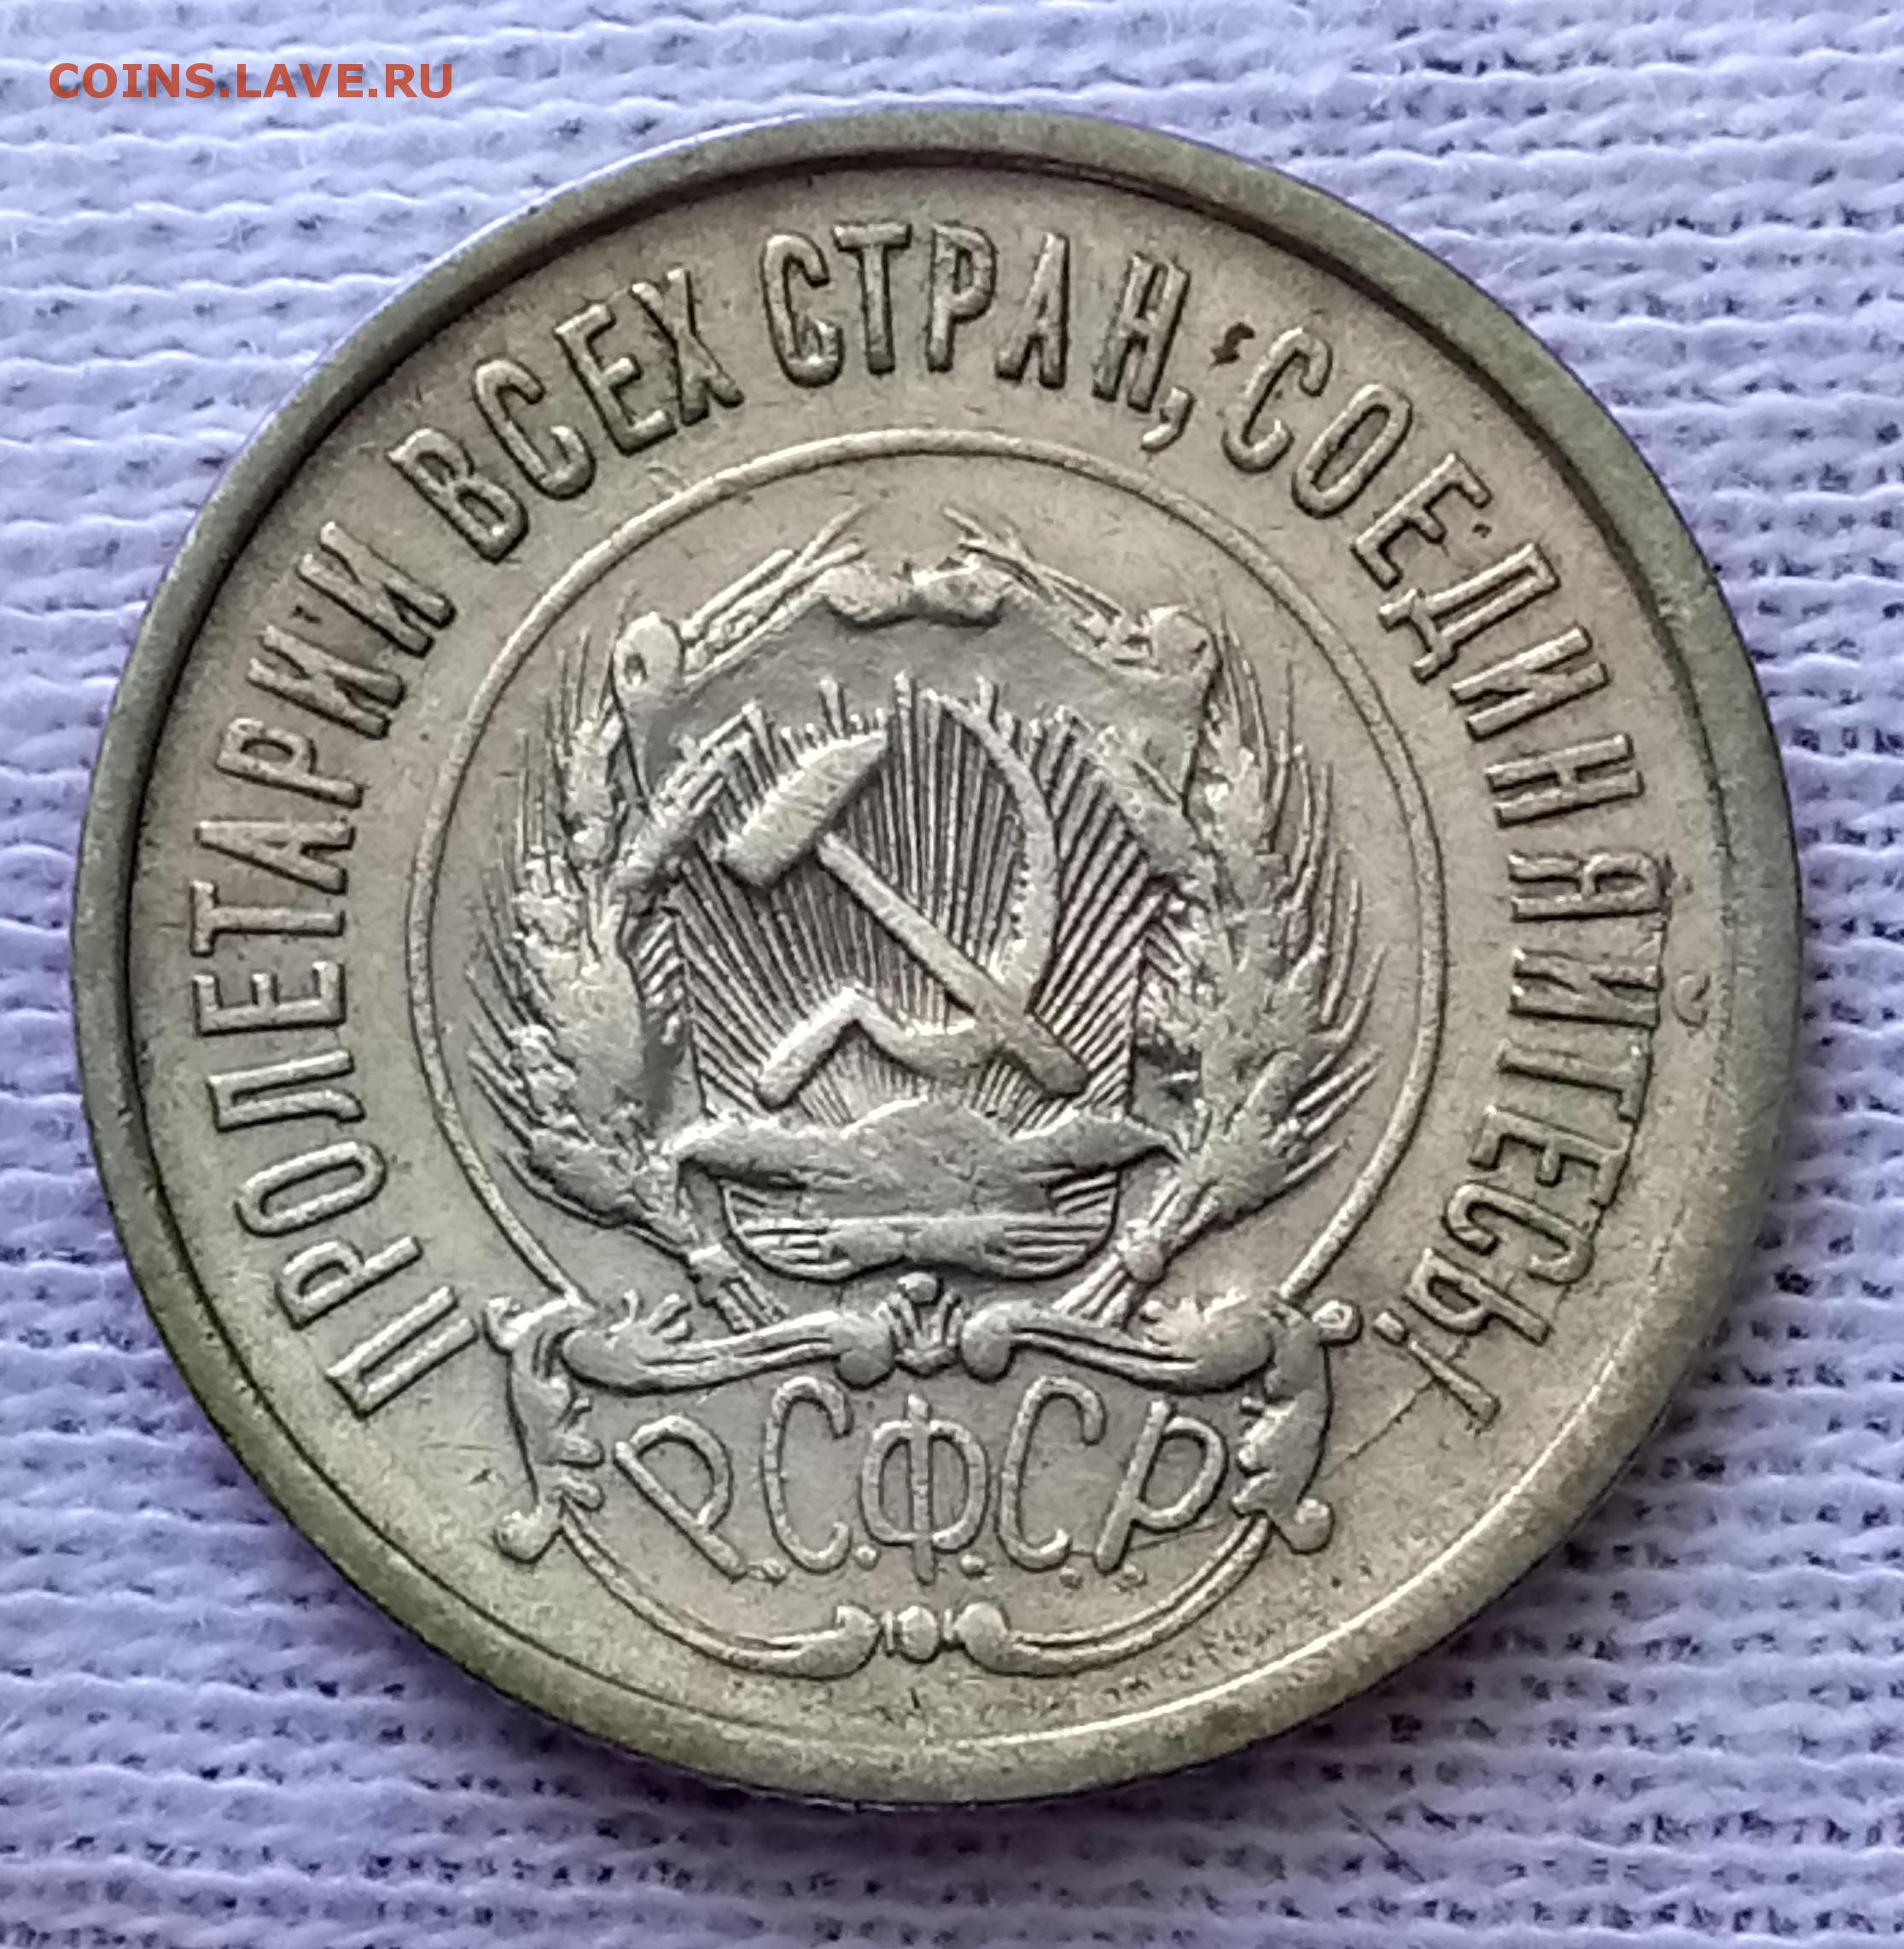 COINS.LAVE.RU
ПРОЛЕТАРИИ ВСЕХ СТРАН, СОЕДИНЯЙТЕСЬ!
Р.С.Ф.С.Р.